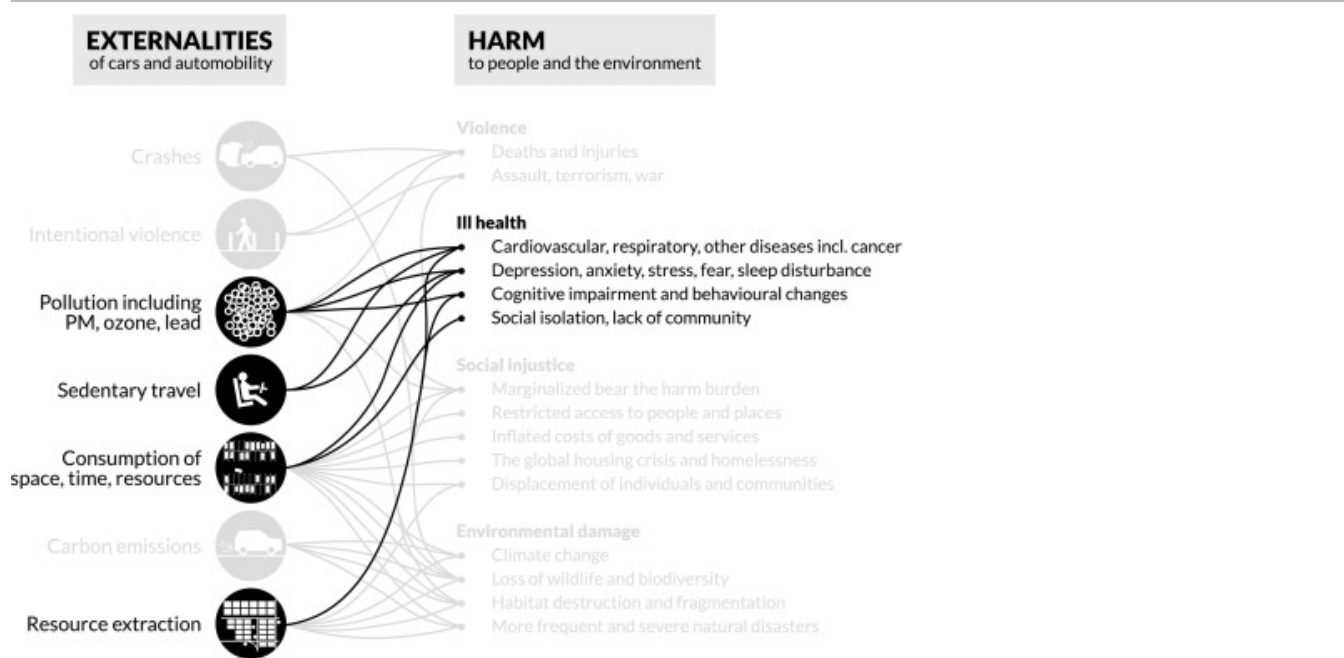 EXTERNALITIES
of cars and automobility
HARM
to people and the environment
Crashes
Intentional violence
Pollution including
PM, ozone, lead
Sedentary travel
Consumption of
space, time, resources
Carbon emissions
Resource extraction
Violence
Deaths and injuries
Assault, terrorism, war
Ill health
Cardiovascular, respiratory, other diseases incl. cancer
Depression, anxiety, stress, fear, sleep disturbance
Cognitive impairment and behavioural changes
Social isolation, lack of community
Social injustice
Marginalized bear the harm burden
Restricted access to people and places
Inflated costs of goods and services
The global housing crisis and homelessness
Displacement of individuals and communities
Environmental damage
Climate change
Loss of wildlife and biodiversity
Habitat destruction and fragmentation
More frequent and severe natural disasters